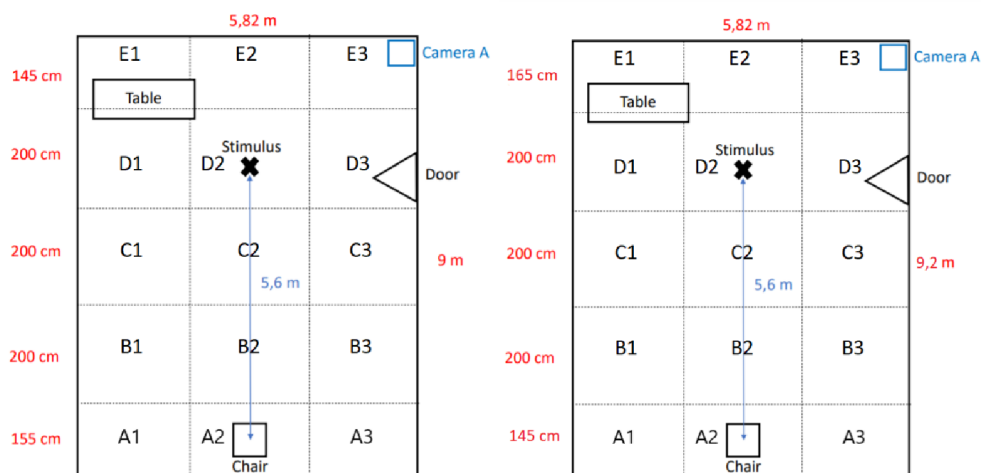 5,82 m
E1 E2 E3 Camera A
145 cm
Table
Stimulus
200 cm D1 D2 D3 Door
200 cm C1 C2 C3 9 m
5,6 m
200 cm B1 B2 B3
155 cm A1 A2 A3
Chair
5,82 m
E1 E2 E3 Camera A
165 cm
Table
Stimulus
200 cm D1 D2 D3 Door
200 cm C1 C2 C3 9,2 m
5,6 m
200 cm B1 B2 B3
145 cm A1 A2 A3
Chair